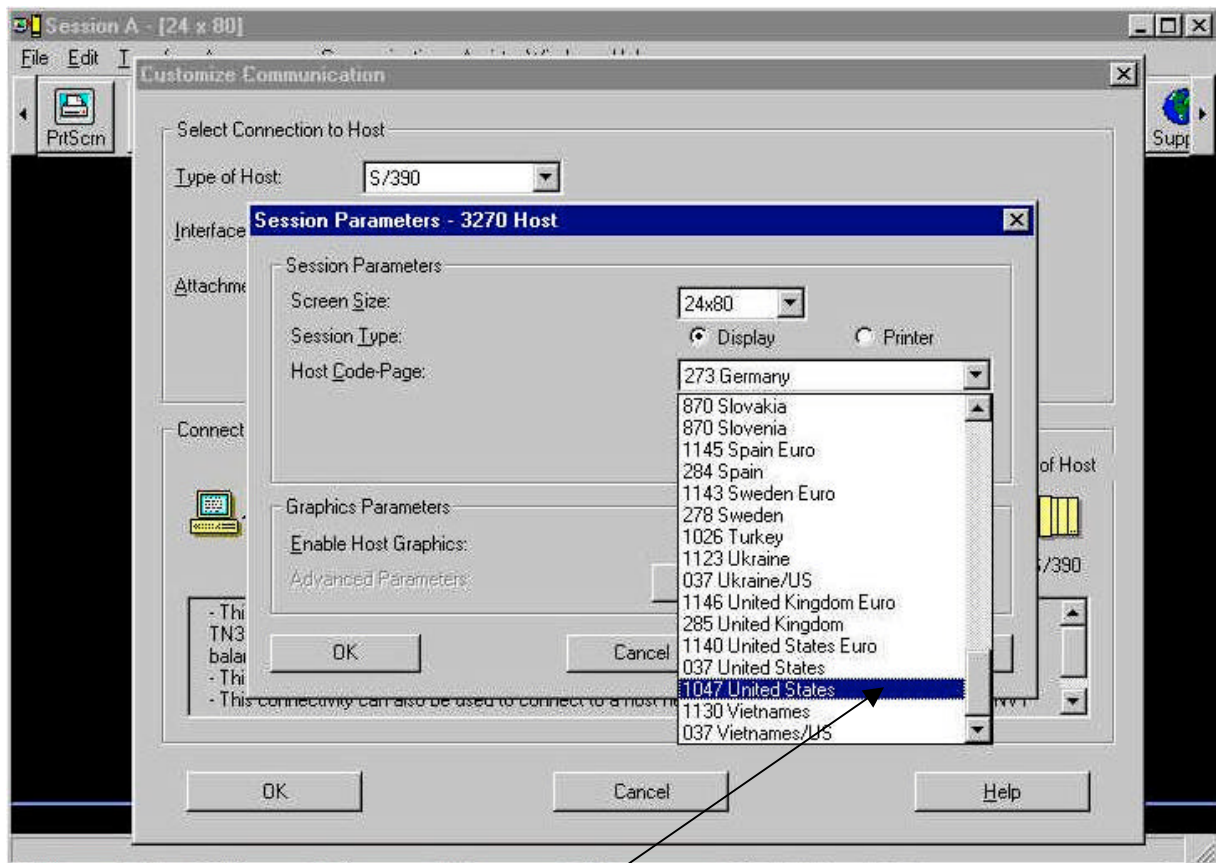 Session A - [24 x 80]
File Edit
PrtScrn
Customize Communication
Select Connection to Host
Type of Host: S/390
Interface
Attachme
Session Parameters - 3270 Host
Session Parameters
Screen Size: 24x80
Session Type: Display Printer
Host Code-Page: 273 Germany
870 Slovakia
870 Slovenia
1145 Spain Euro
284 Spain
1143 Sweden Euro
278 Sweden
1026 Turkey
1123 Ukraine
037 Ukraine/US
1146 United Kingdom Euro
285 United Kingdom
1140 United States Euro
037 United States
1047 United States
1130 Vietnames
037 Vietnames/US
Graphics Parameters
Enable Host Graphics:
Advanced Parameters
OK Cancel
Connect
of Host
/390
- Thi
TN3
balar
- Thi
- This connectivity can also be used to connect to a host
OK Cancel Help